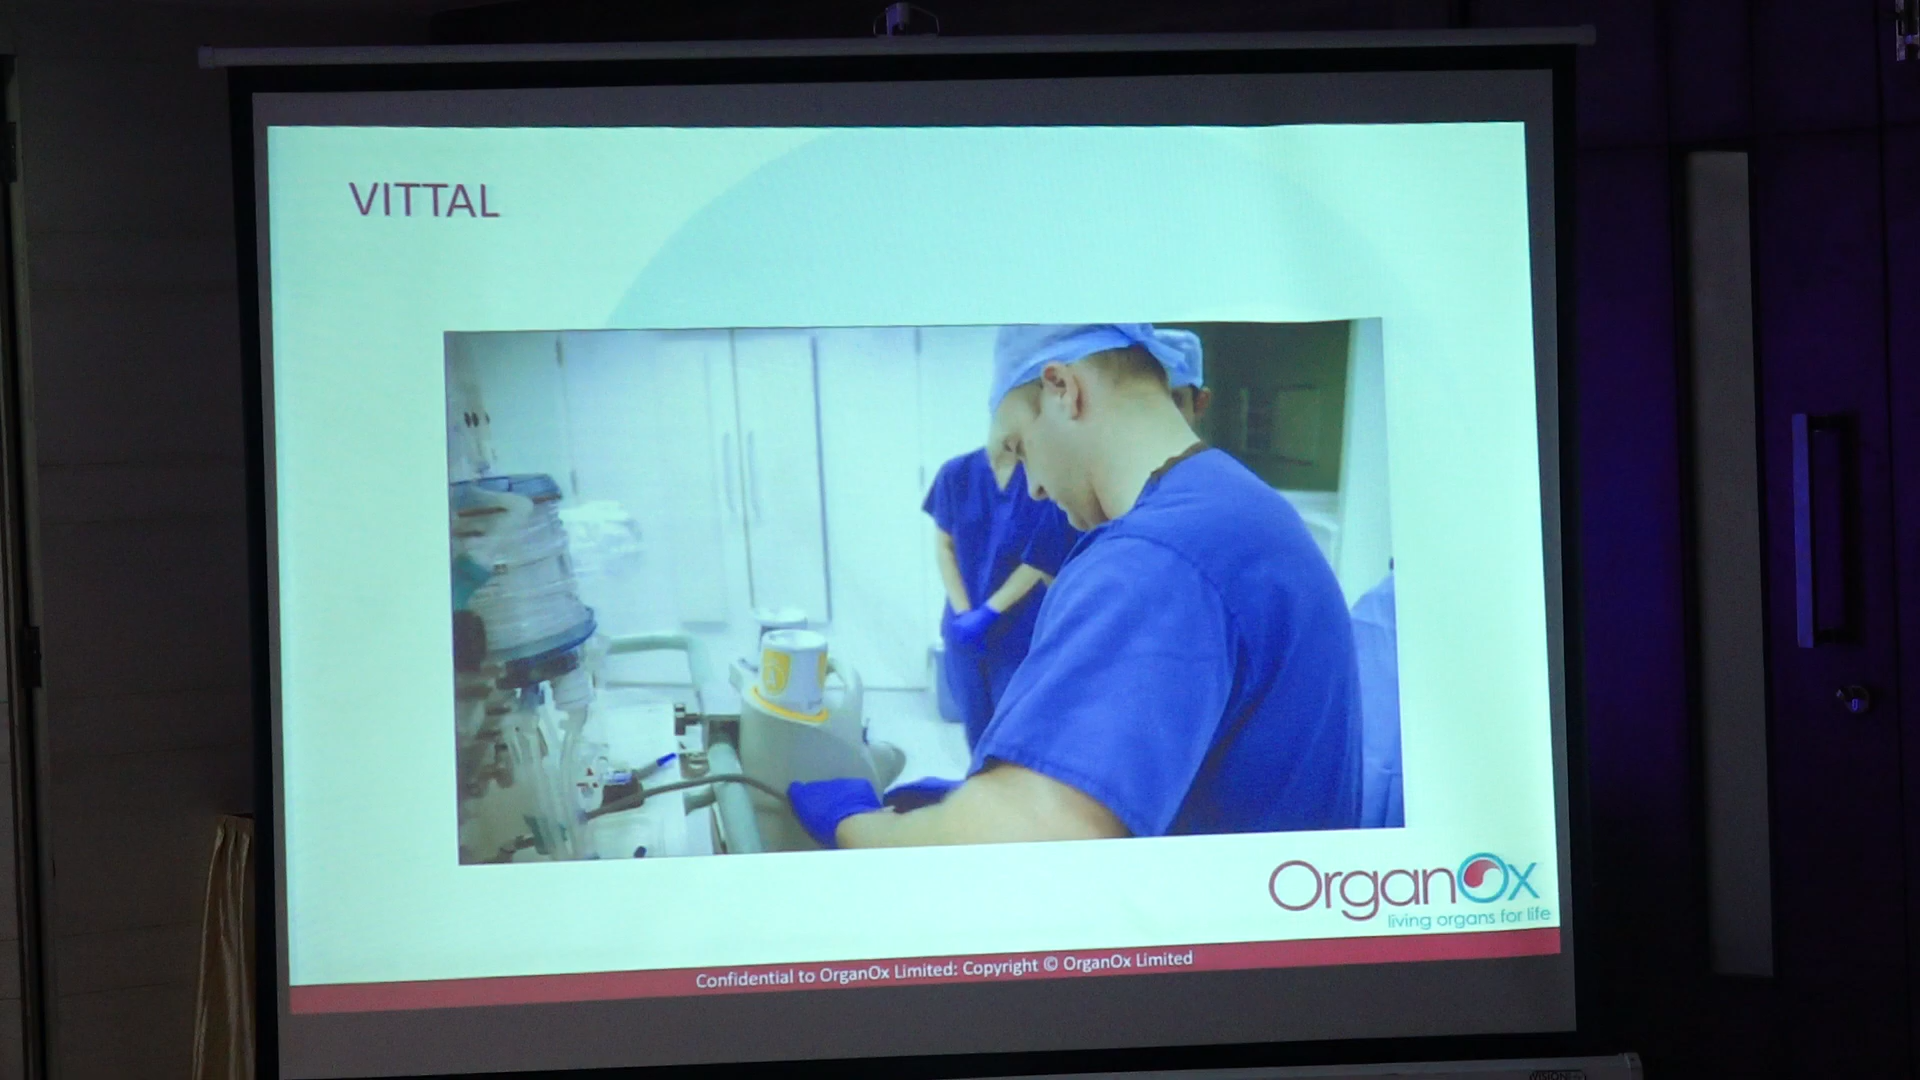 VITTAL
OrganOx
living organs for life
Confidential to OrganOx Limited: Copyright © OrganOx Limited